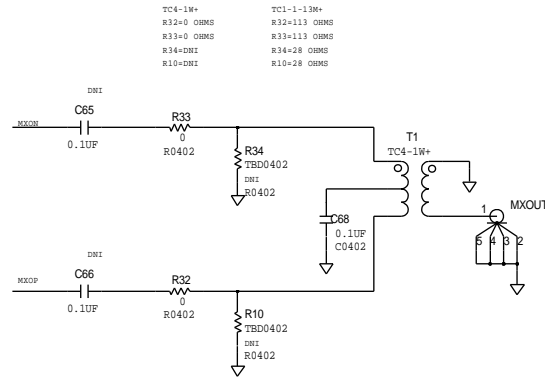 TC4-1W+ TC1-1-13M+
R32=0 OHMS R32=113 OHMS
R33=0 OHMS R33=113 OHMS
R34=DNI R34=28 OHMS
R10=DNI R10=28 OHMS
DNI
C65
MXON
0.1UF
R33
0
R0402
R34
TBD0402
DNI
R0402
T1
TC4-1W+
C68
0.1UF
C0402
1
MXOUT
5 4 3 2
DNI
C66
MXOP
0.1UF
R32
0
R0402
R10
TBD0402
DNI
R0402